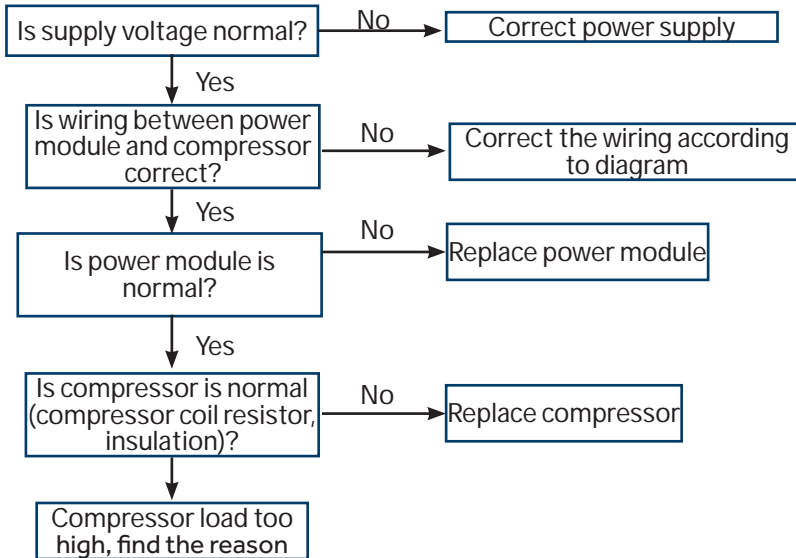 Is supply voltage normal?
No
Correct power supply
Yes
Is wiring between power
module and compressor
correct?
No
Correct the wiring according
to diagram
Yes
Is power module is
normal?
No
Replace power module
Yes
Is compressor is normal
(compressor coil resistor,
insulation)?
No
Replace compressor
Compressor load too
high, find the reason